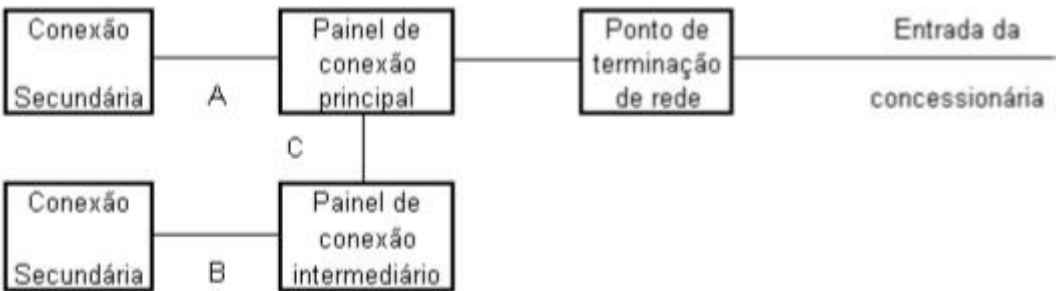 Conexão
Secundária
A
Painel de
conexão
principal
Ponto de
terminação
de rede
Entrada da
concessionária
C
Conexão
Secundária
B
Painel de
conexão
intermediário